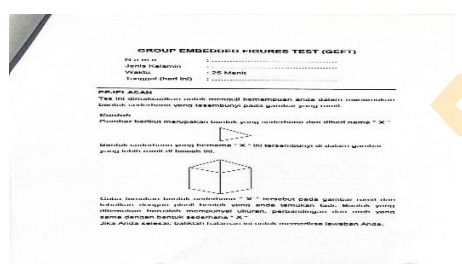 GROUP EMBEDDED FIGURES TEST (GEFT)
N a m a : ........................
Jenis Kelamin : ........................
Waktu : 25 Menit
Tanggal (hari ini) : ........................
PENJELASAN
Tes ini dimaksudkan untuk menguji kemampuan anda dalam menemukan
bentuk sederhana yang tersembunyi pada gambar yang rumit.
Contoh
Gambar berikut merupakan bentuk yang sederhana dan diberi nama " X "
Bentuk sederhana yang bernama " X " ini tersembunyi di dalam gambar
yang lebih rumit di bawah ini.
Coba temukan bentuk sederhana " X " tersebut pada gambar rumit dan
tebalkan dengan pensil bentuk yang anda temukan tadi. Bentuk yang
ditemukan haruslah mempunyai ukuran, perbandingan dan arah yang
sama dengan bentuk sederhana " X "
Jika Anda selesai, baliklah halaman ini untuk memeriksa jawaban Anda.